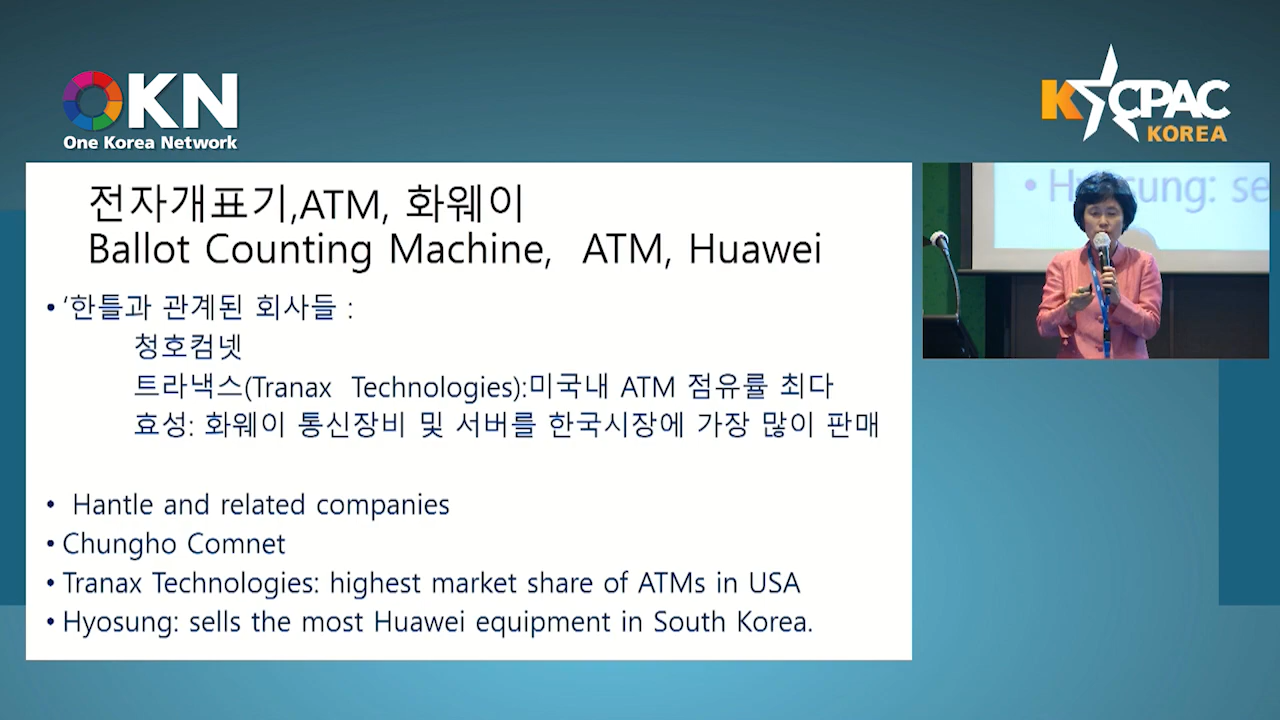 OKN
One Korea Network
KCPAC
KOREA
전자개표기,ATM, 화웨이
Ballot Counting Machine, ATM, Huawei
• ‘한틀과 관계된 회사들 :
청호컴넷
트라낵스(Tranax Technologies):미국내 ATM 점유률 최다
효성: 화웨이 통신장비 및 서버를 한국시장에 가장 많이 판매
• Hantle and related companies
• Chungho Comnet
• Tranax Technologies: highest market share of ATMs in USA
• Hyosung: sells the most Huawei equipment in South Korea.
• Hyosung: se